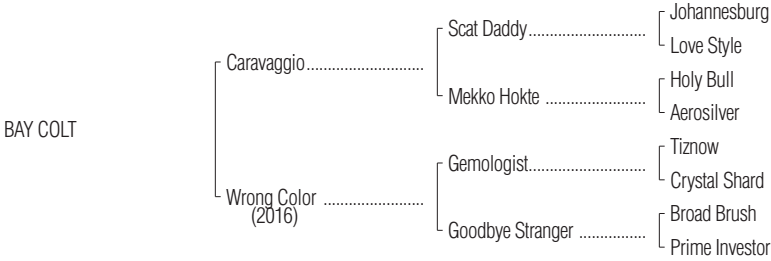 Johannesburg
Scat Daddy..........................
Love Style
Caravaggio..........................
Holy Bull
Mekko Hokte ......................
Aerosilver
BAY COLT
Tiznow
Gemologist..........................
Crystal Shard
Wrong Color ......................
(2016)
Broad Brush
Goodbye Stranger ...............
Prime Investor